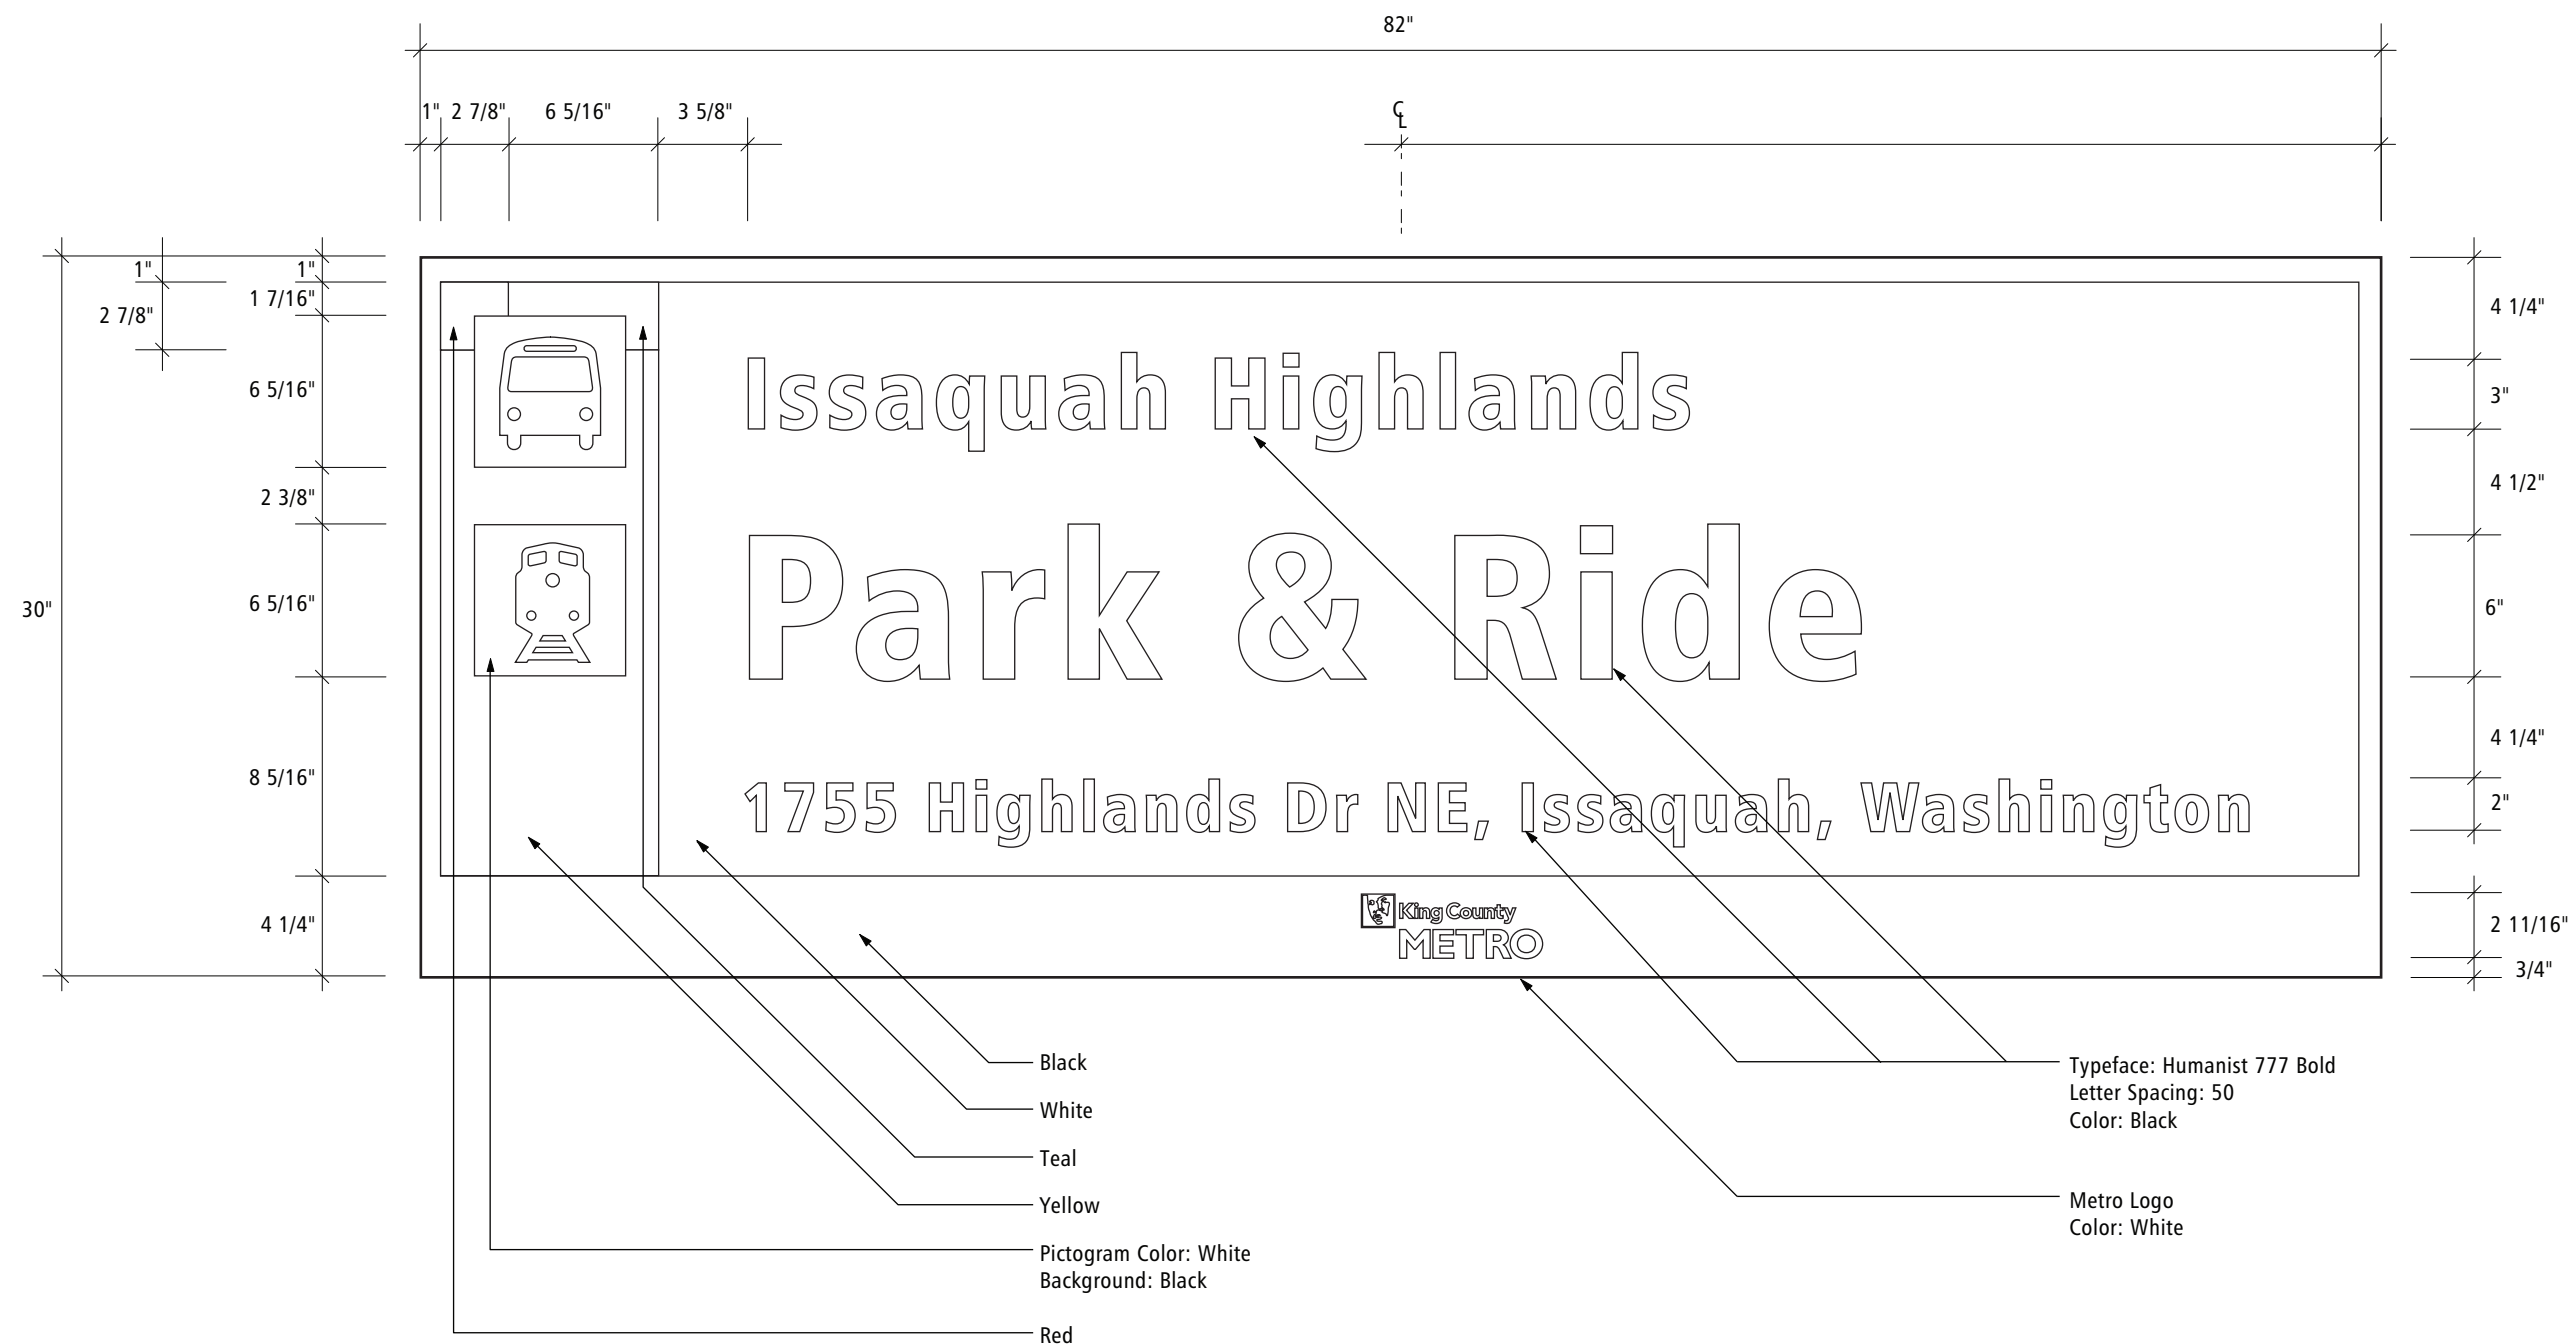 82"
1" 2 7/8" 6 5/16" 3 5/8"
CL
1"
2 7/8"
30"
1"
1 7/16"
6 5/16"
2 3/8"
6 5/16"
8 5/16"
4 1/4"
Issaquah Highlands
Park & Ride
1755 Highlands Dr NE, Issaquah, Washington
King County
METRO
4 1/4"
3"
4 1/2"
6"
4 1/4"
2"
2 11/16"
3/4"
Black
White
Teal
Yellow
Pictogram Color: White
Background: Black
Red
Typeface: Humanist 777 Bold
Letter Spacing: 50
Color: Black
Metro Logo
Color: White